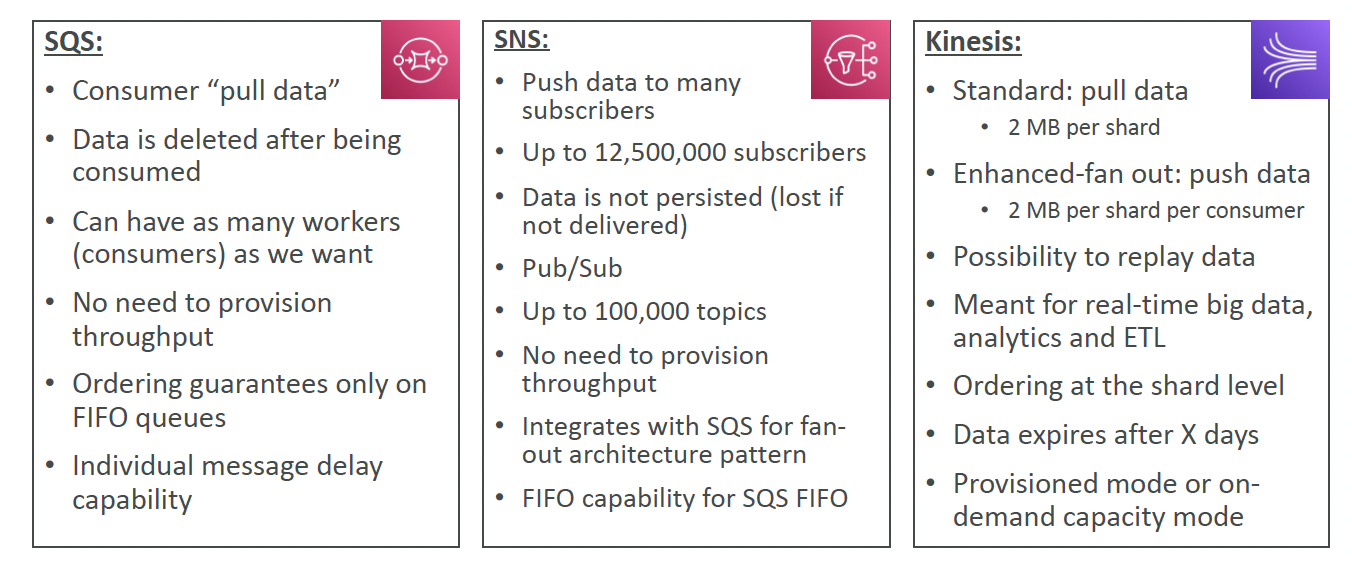 SQS:
• Consumer “pull data”
• Data is deleted after being
consumed
• Can have as many workers
(consumers) as we want
• No need to provision
throughput
• Ordering guarantees only on
FIFO queues
• Individual message delay
capability
SNS:
• Push data to many
subscribers
• Up to 12,500,000 subscribers
• Data is not persisted (lost if
not delivered)
• Pub/Sub
• Up to 100,000 topics
• No need to provision
throughput
• Integrates with SQS for fan-
out architecture pattern
• FIFO capability for SQS FIFO
Kinesis:
• Standard: pull data
• 2 MB per shard
• Enhanced-fan out: push data
• 2 MB per shard per consumer
• Possibility to replay data
• Meant for real-time big data,
analytics and ETL
• Ordering at the shard level
• Data expires after X days
• Provisioned mode or on-
demand capacity mode